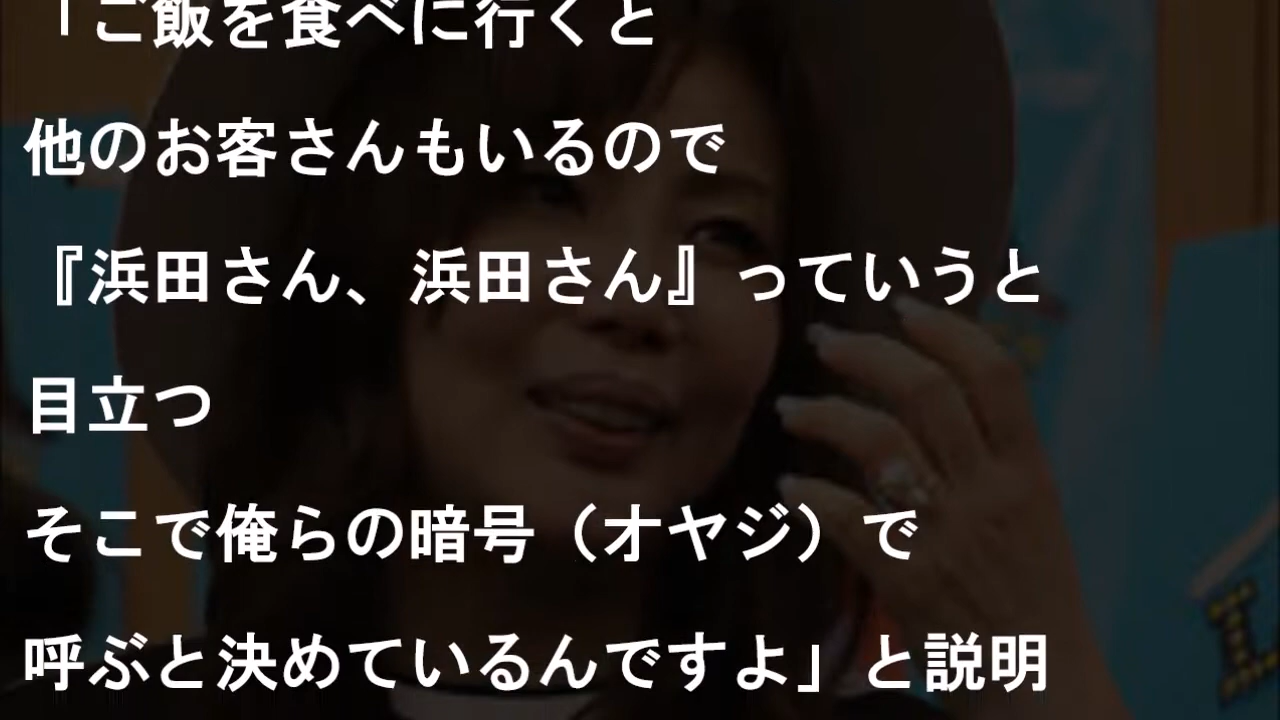 「ご飯を食べに行くと
他のお客さんもいるので
『浜田さん、浜田さん』っていうと
目立つ
そこで俺らの暗号（オヤジ）で
呼ぶと決めているんですよ」と説明